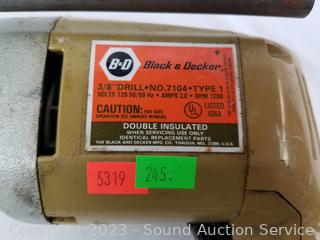 B&D
Black & Decker
3/8" DRILL • NO. 7104 • TYPE 1
VOLTS 120 50/60 Hz • AMPS 2.8 • RPM 1200
CAUTION: FOR SAFE
OPERATION SEE OWNERS MANUAL
UL
LISTED
406A
DOUBLE INSULATED
WHEN SERVICING USE ONLY
IDENTICAL REPLACEMENT PARTS
THE BLACK AND DECKER MFG. CO. TOWSON, MD. 21204, U.S.A.
5319
245.
Copyright 2023 - Sound Auction Service